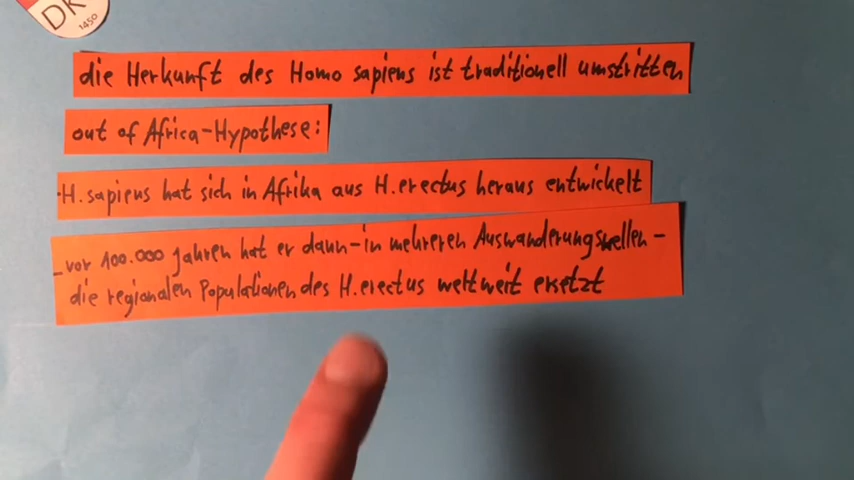 DK
1450
die Herkunft des Homo sapiens ist traditionell umstritten
out of Africa-Hypothese:
·H. sapiens hat sich in Afrika aus H.erectus heraus entwickelt
-vor 100.000 Jahren hat er dann-in mehreren Auswanderungswellen-
die regionalen Populationen des H.erectus weltweit ersetzt